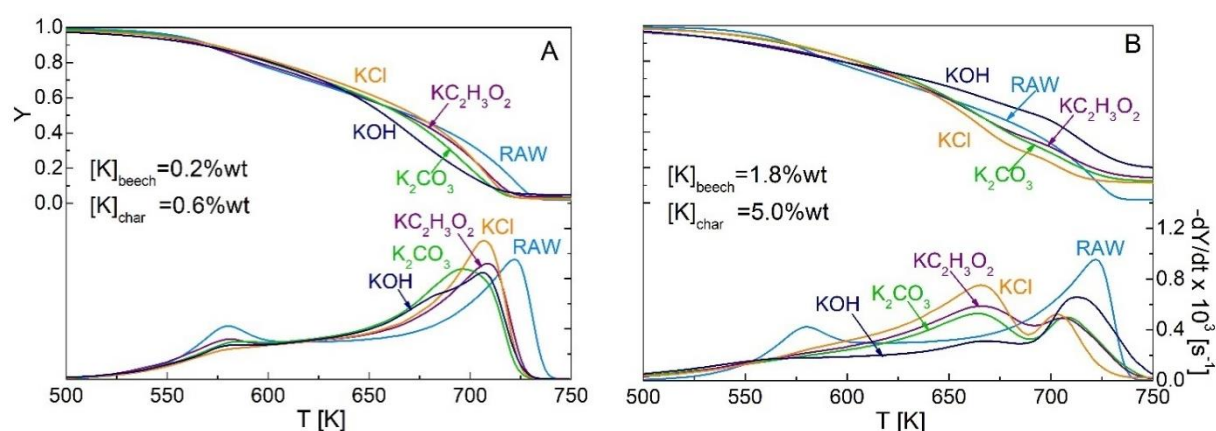 A
1.0
0.8
0.6
0.4
0.2
0.0
Y
KCl
KC₂H₃O₂
KOH
RAW
K₂CO₃
[K]beech=0.2%wt
[K]char =0.6%wt
KC₂H₃O₂
KCl
RAW
K₂CO₃
KOH
500 550 600 650 700 750
T [K]
B
KOH
RAW
KC₂H₃O₂
KCl
K₂CO₃
[K]beech=1.8%wt
[K]char =5.0%wt
KC₂H₃O₂
KCl
RAW
KOH
K₂CO₃
1.2
0.8
0.4
0.0
-dY/dt x 10³ [s⁻¹]
500 550 600 650 700 750
T [K]